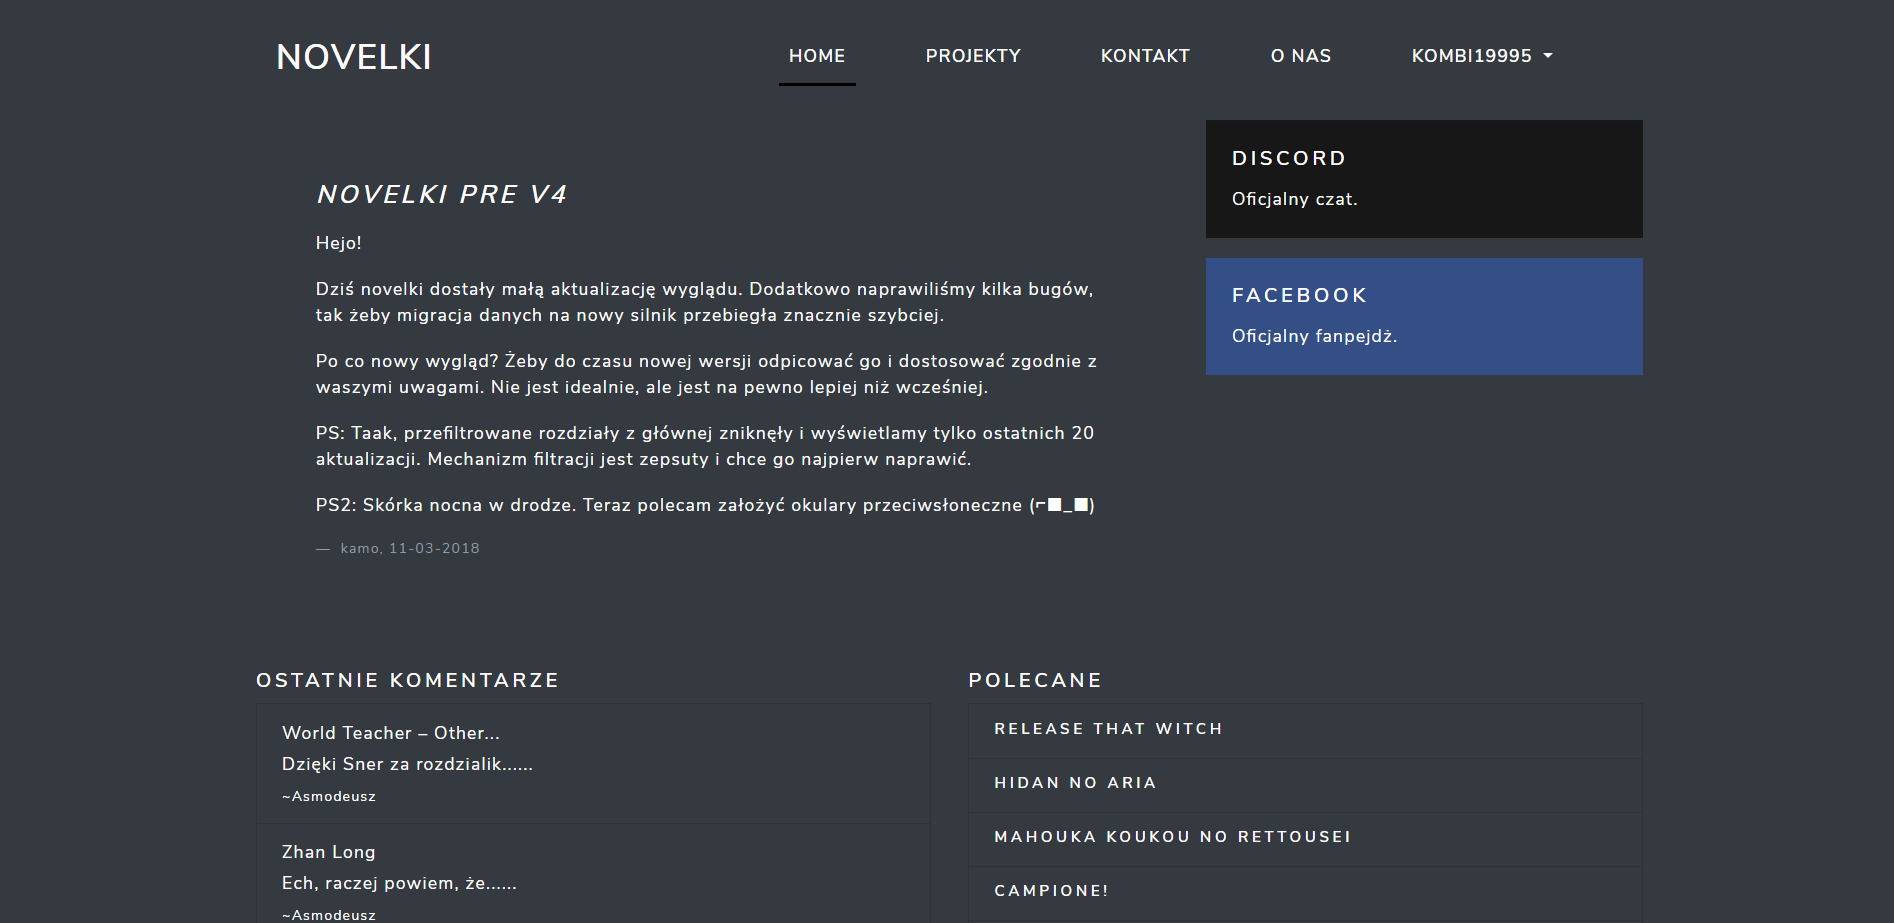 NOVELKI
HOME
PROJEKTY
KONTAKT
O NAS
KOMBI19995
NOVELKI PRE V4
Hejo!
Dziś novelki dostały małą aktualizację wyglądu. Dodatkowo naprawiliśmy kilka bugów,
tak żeby migracja danych na nowy silnik przebiegła znacznie szybciej.
Po co nowy wygląd? Żeby do czasu nowej wersji odpicować go i dostosować zgodnie z
waszymi uwagami. Nie jest idealnie, ale jest na pewno lepiej niż wcześniej.
PS: Taak, przefiltrowane rozdziały z głównej zniknęły i wyświetlamy tylko ostatnich 20
aktualizacji. Mechanizm filtracji jest zepsuty i chce go najpierw naprawić.
PS2: Skórka nocna w drodze. Teraz polecam założyć okulary przeciwsłoneczne (⌐■_■)
— kamo, 11-03-2018
DISCORD
Oficjalny czat.
FACEBOOK
Oficjalny fanpejdż.
OSTATNIE KOMENTARZE
World Teacher – Other...
Dzięki Sner za rozdzialik......
~Asmodeusz
Zhan Long
Ech, raczej powiem, że......
~Asmodeusz
POLECANE
RELEASE THAT WITCH
HIDAN NO ARIA
MAHOUKA KOUKOU NO RETTOUSEI
CAMPIONE!